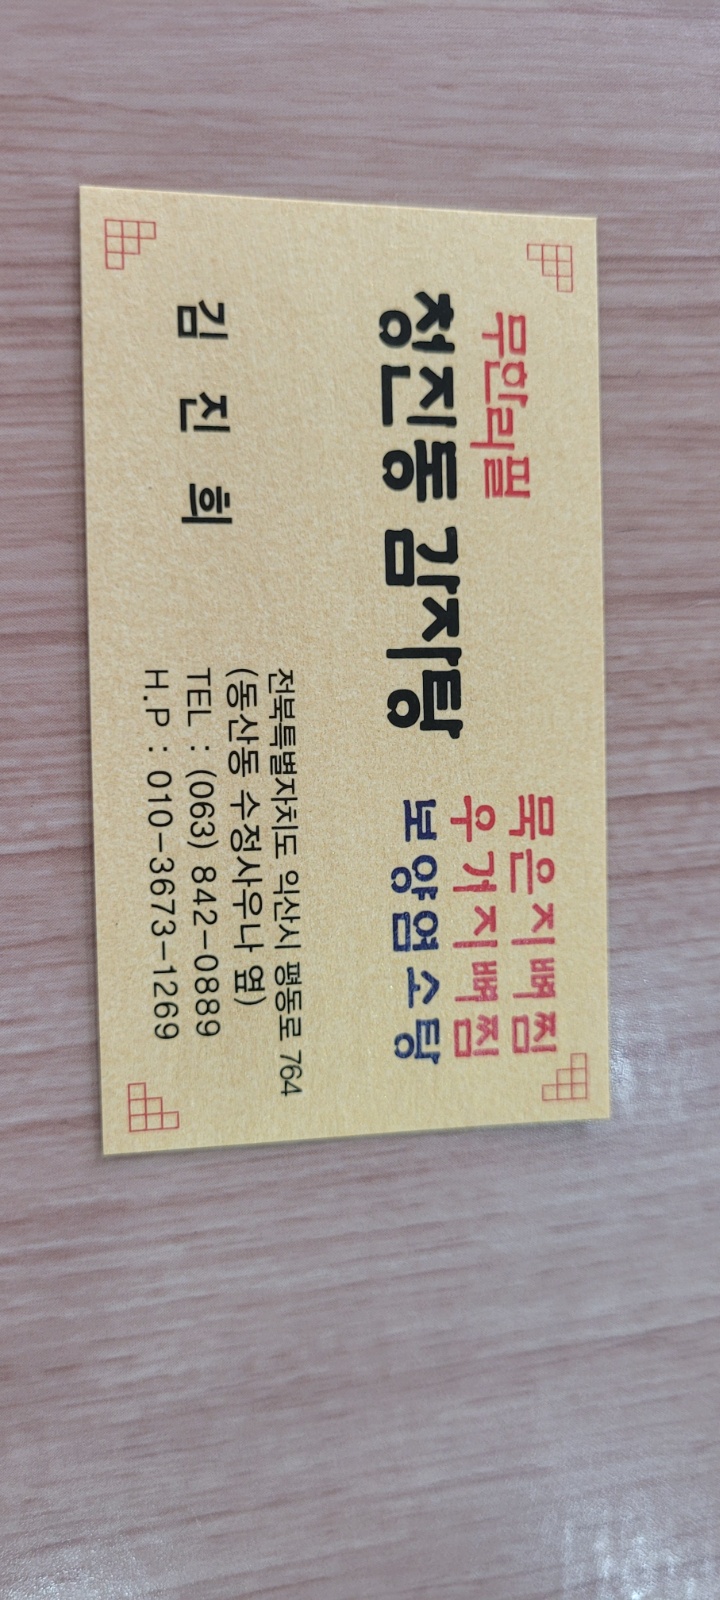 무한리필
청진동 감자탕
묵은지뼈찜
우거지뼈찜
보양염소탕
김 진 희
전북특별자치도 익산시 평동로 764
(동산동 수정사우나 옆)
TEL : (063) 842-0889
H.P : 010-3673-1269